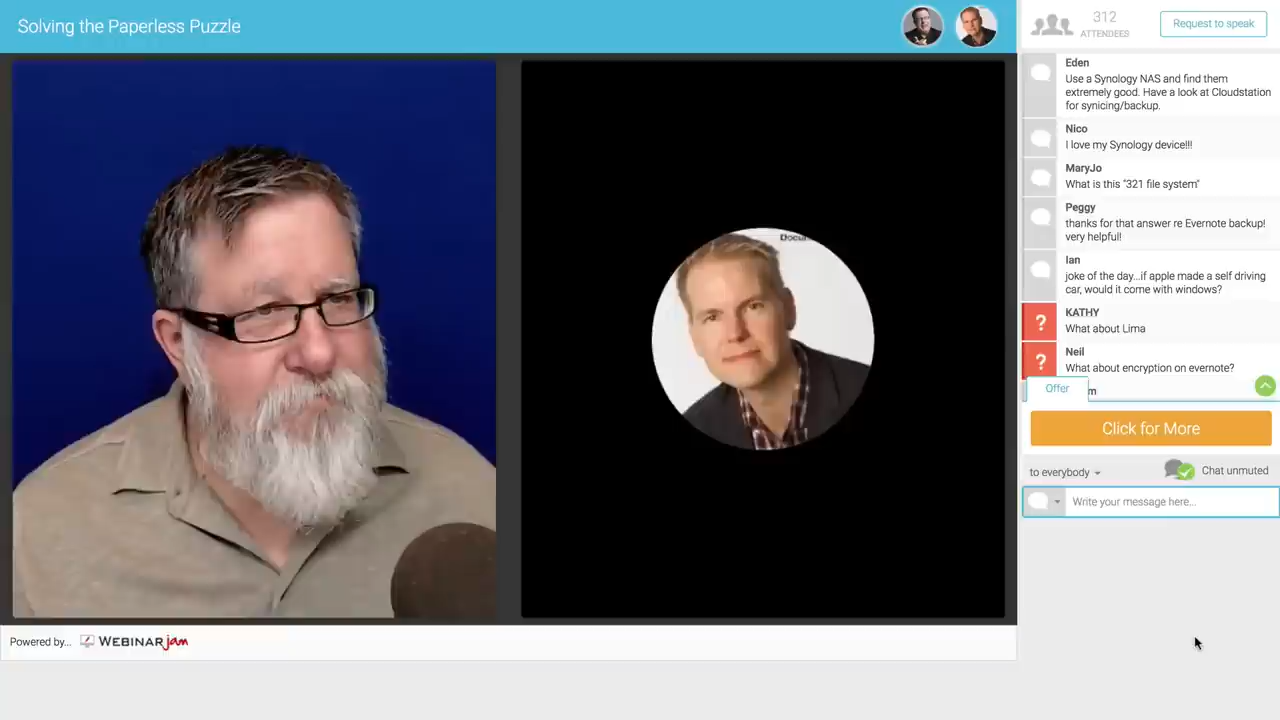 Solving the Paperless Puzzle
312
ATTENDEES
Request to speak
Eden
Use a Synology NAS and find them
extremely good. Have a look at Cloudstation
for synicing/backup.
Nico
I love my Synology device!!!
MaryJo
What is this "321 file system"
Peggy
thanks for that answer re Evernote backup!
very helpful!
Ian
joke of the day...if apple made a self driving
car, would it come with windows?
KATHY
What about Lima
Neil
What about encryption on evernote?
Offer
Click for More
to everybody
Chat unmuted
Write your message here...
Powered by... WEBINARjam